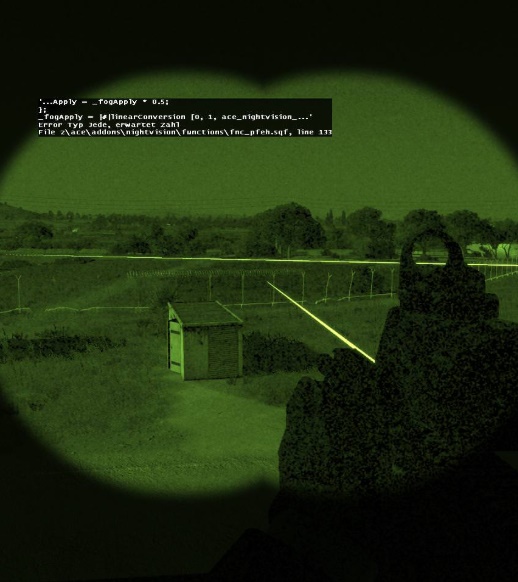 '...Apply = _fogApply * 0.5;
};
_fogApply = |#|linearConversion [0, 1, ace_nightvision_...'
Error Typ Jede, erwartet Zahl
File z\ace\addons\nightvision\functions\fnc_pfeh.sqf, line 133